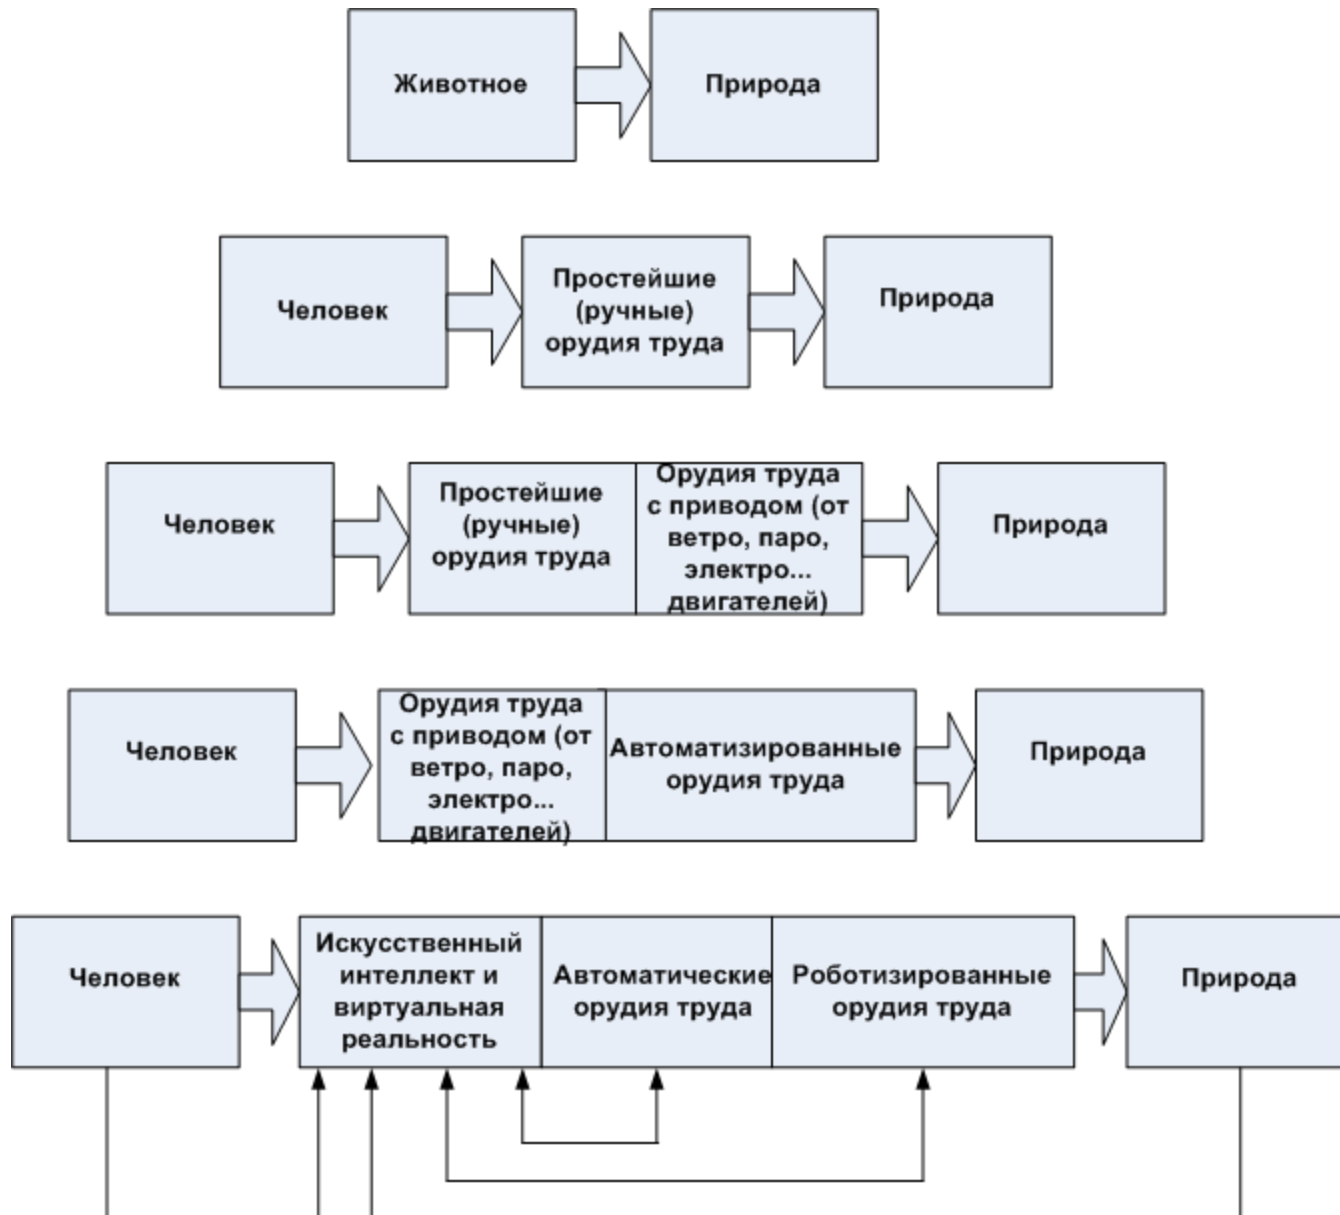 Животное
Природа
Человек
Простейшие
(ручные)
орудия труда
Природа
Человек
Простейшие
(ручные)
орудия труда
Орудия труда
с приводом (от
ветро, паро,
электро...
двигателей)
Природа
Человек
Орудия труда
с приводом (от
ветро, паро,
электро...
двигателей)
Автоматизированные
орудия труда
Природа
Человек
Искусственный
интеллект и
виртуальная
реальность
Автоматические
орудия труда
Роботизированные
орудия труда
Природа